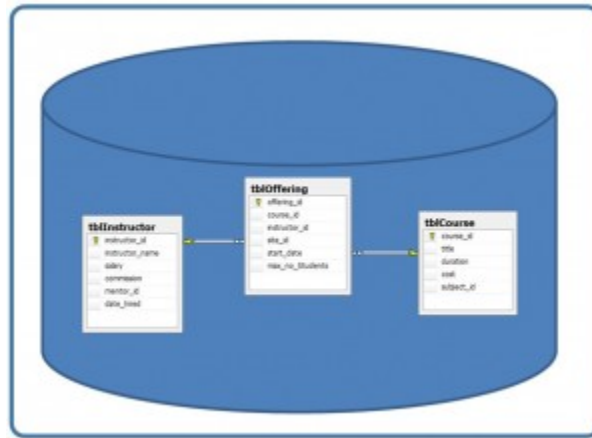 tblInstructor
instructor_id
instructor_name
salary
commission
mentor_id
date_hired
tblOffering
offering_id
course_id
instructor_id
site_id
start_date
max_no_Students
tblCourse
course_id
title
duration
cost
subject_id